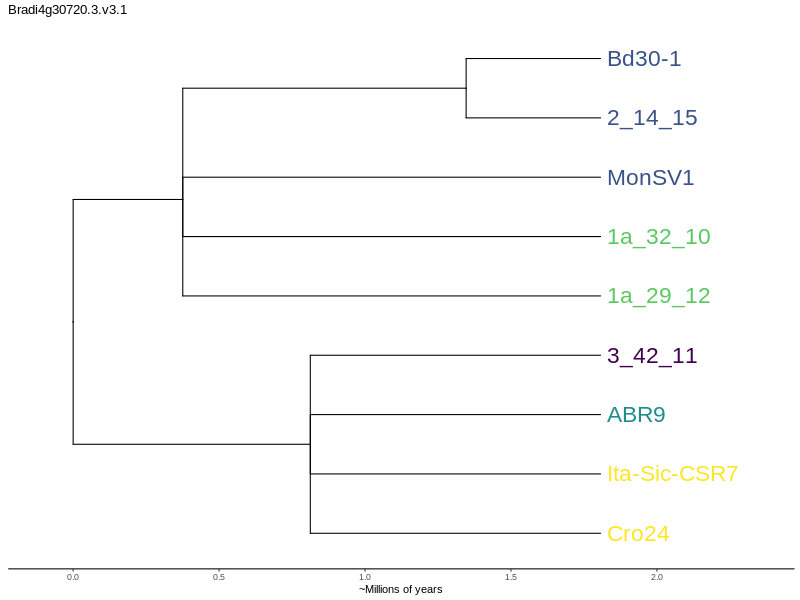 Bradi4g30720.3.v3.1
Bd30-1
2_14_15
MonSV1
1a_32_10
1a_29_12
3_42_11
ABR9
Ita-Sic-CSR7
Cro24
0.0 0.5 1.0 1.5 2.0
~Millions of years